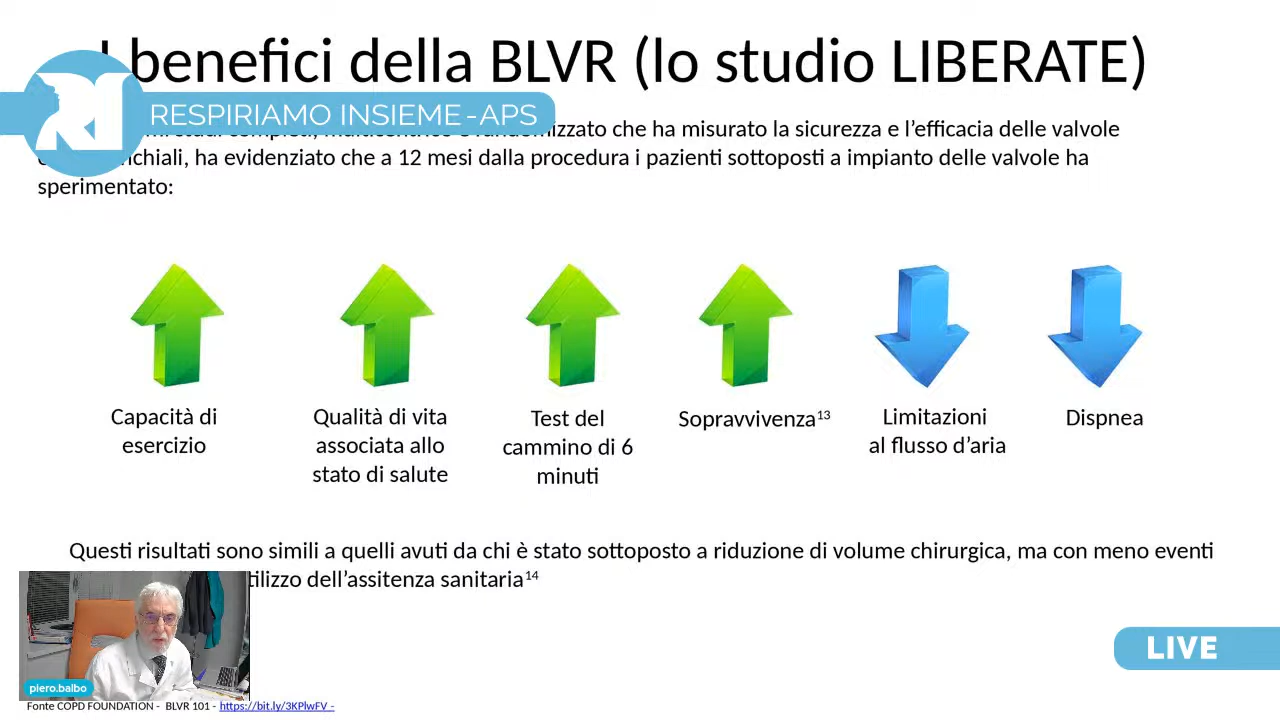 I benefici della BLVR (lo studio LIBERATE)
RESPIRIAMO INSIEME-APS
che ha misurato la sicurezza e l’efficacia delle valvole
ha evidenziato che a 12 mesi dalla procedura i pazienti sottoposti a impianto delle valvole ha
sperimentato:
Capacità di
esercizio
Qualità di vita
associata allo
stato di salute
Test del
cammino di 6
minuti
Sopravvivenza¹³
Limitazioni
al flusso d’aria
Dispnea
Questi risultati sono simili a quelli avuti da chi è stato sottoposto a riduzione di volume chirurgica, ma con meno eventi
dell’assitenza sanitaria¹⁴
LIVE
piero.balbo
Fonte COPD FOUNDATION - BLVR 101 - https://bit.ly/3KPlwFV -